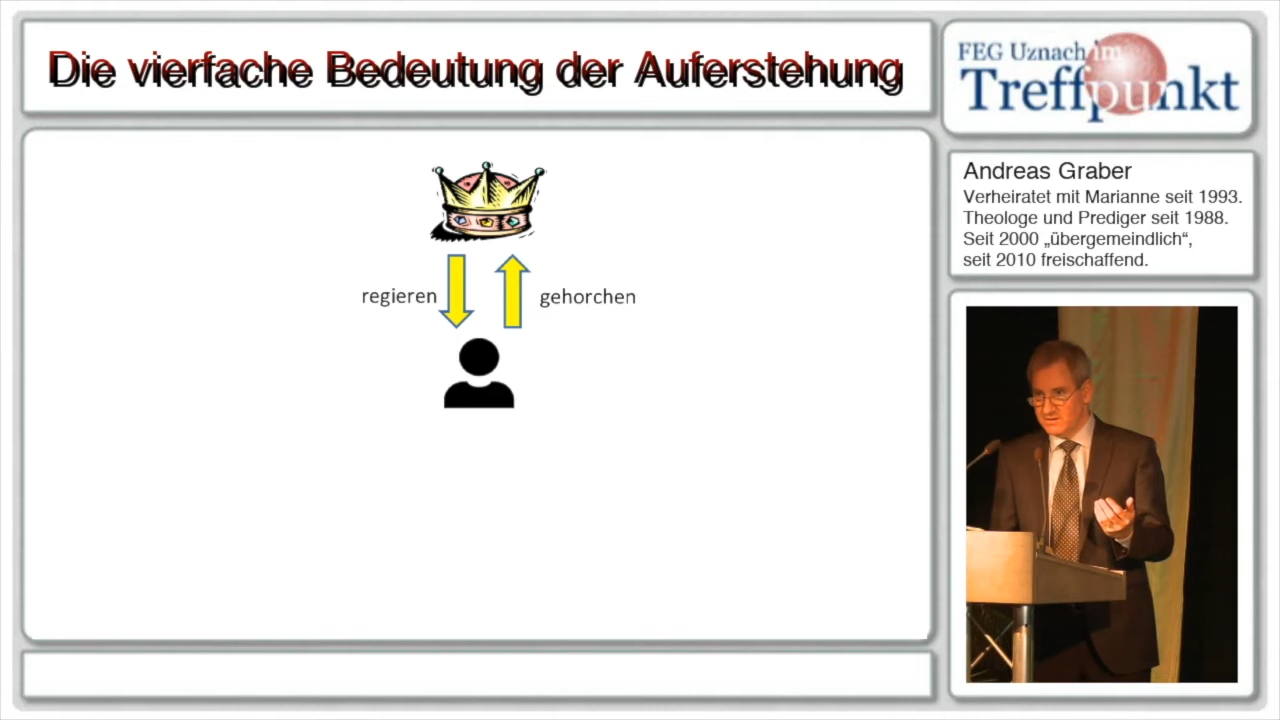 Die vierfache Bedeutung der Auferstehung
FEG Uznach im
Treffpunkt
regieren
gehorchen
Andreas Graber
Verheiratet mit Marianne seit 1993.
Theologe und Prediger seit 1988.
Seit 2000 „übergemeindlich“,
seit 2010 freischaffend.